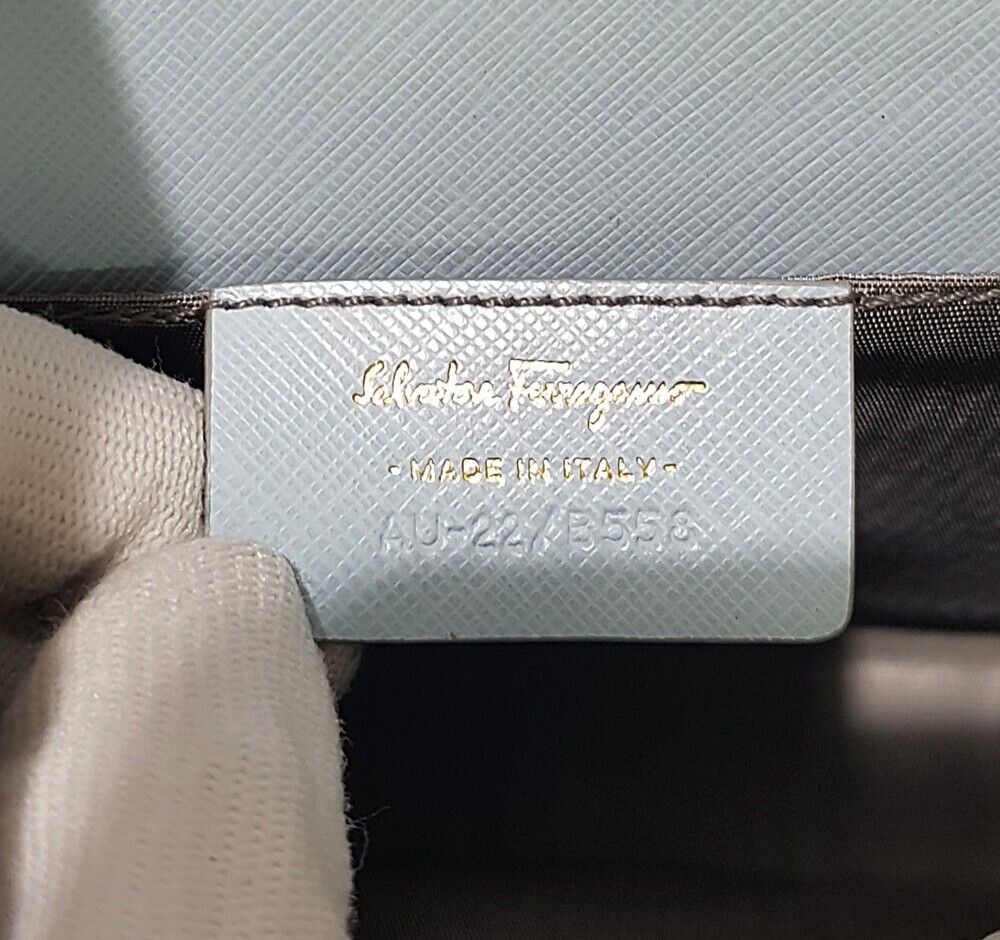 Salvatore Ferragamo
- MADE IN ITALY -
AU-22/B558